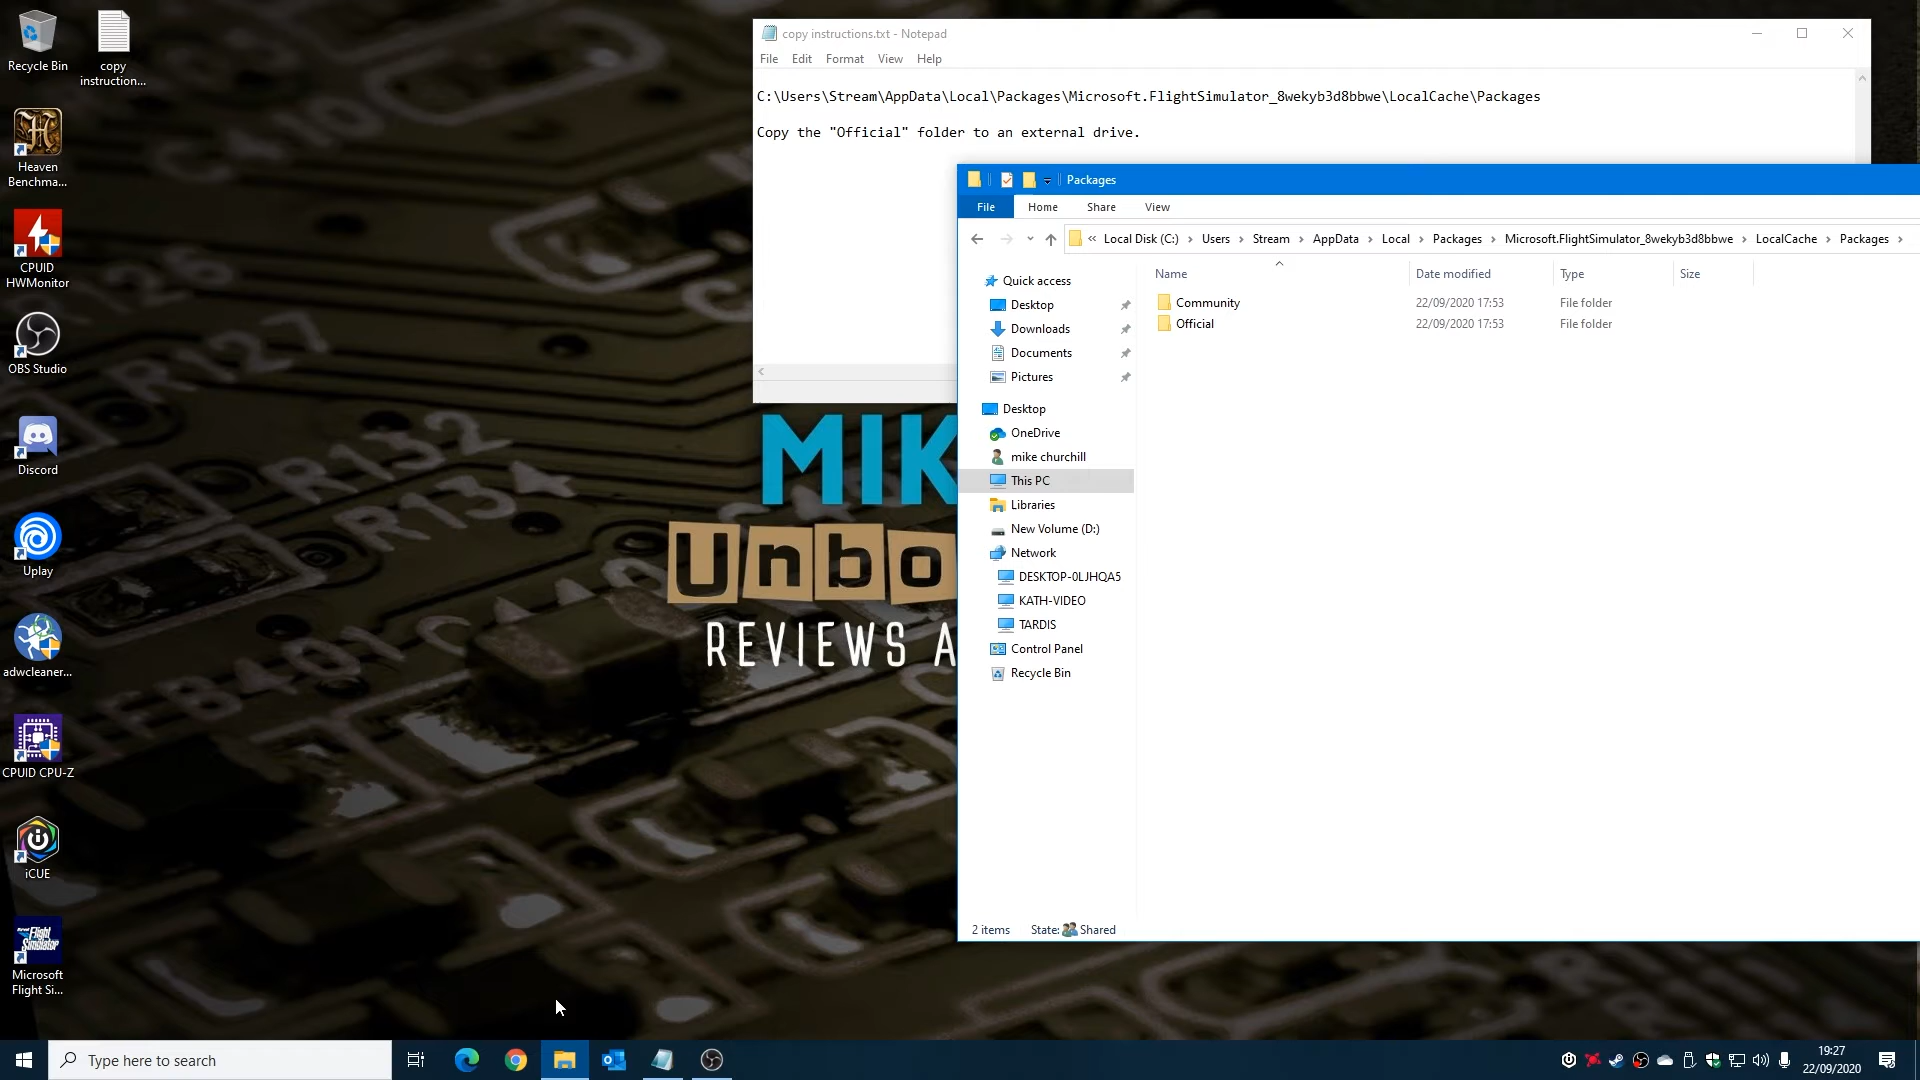 Recycle Bin
copy
instruction...
Heaven
Benchma...
CPUID
HWMonitor
OBS Studio
Discord
Uplay
adwcleaner...
CPUID CPU-Z
iCUE
Microsoft
Flight Si...
copy instructions.txt - Notepad
File Edit Format View Help
C:\Users\Stream\AppData\Local\Packages\Microsoft.FlightSimulator_8wekyb3d8bbwe\LocalCache\Packages
Copy the "Official" folder to an external drive.
Packages
File Home Share View
« Local Disk (C:) › Users › Stream › AppData › Local › Packages › Microsoft.FlightSimulator_8wekyb3d8bbwe › LocalCache › Packages ›
Name Date modified Type Size
Community 22/09/2020 17:53 File folder
Official 22/09/2020 17:53 File folder
Quick access
Desktop
Downloads
Documents
Pictures
Desktop
OneDrive
mike churchill
This PC
Libraries
New Volume (D:)
Network
DESKTOP-0LJHQA5
KATH-VIDEO
TARDIS
Control Panel
Recycle Bin
2 items State: Shared
MIK
Unbo
REVIEWS A
R127
R132
R134
Type here to search
19:27
22/09/2020